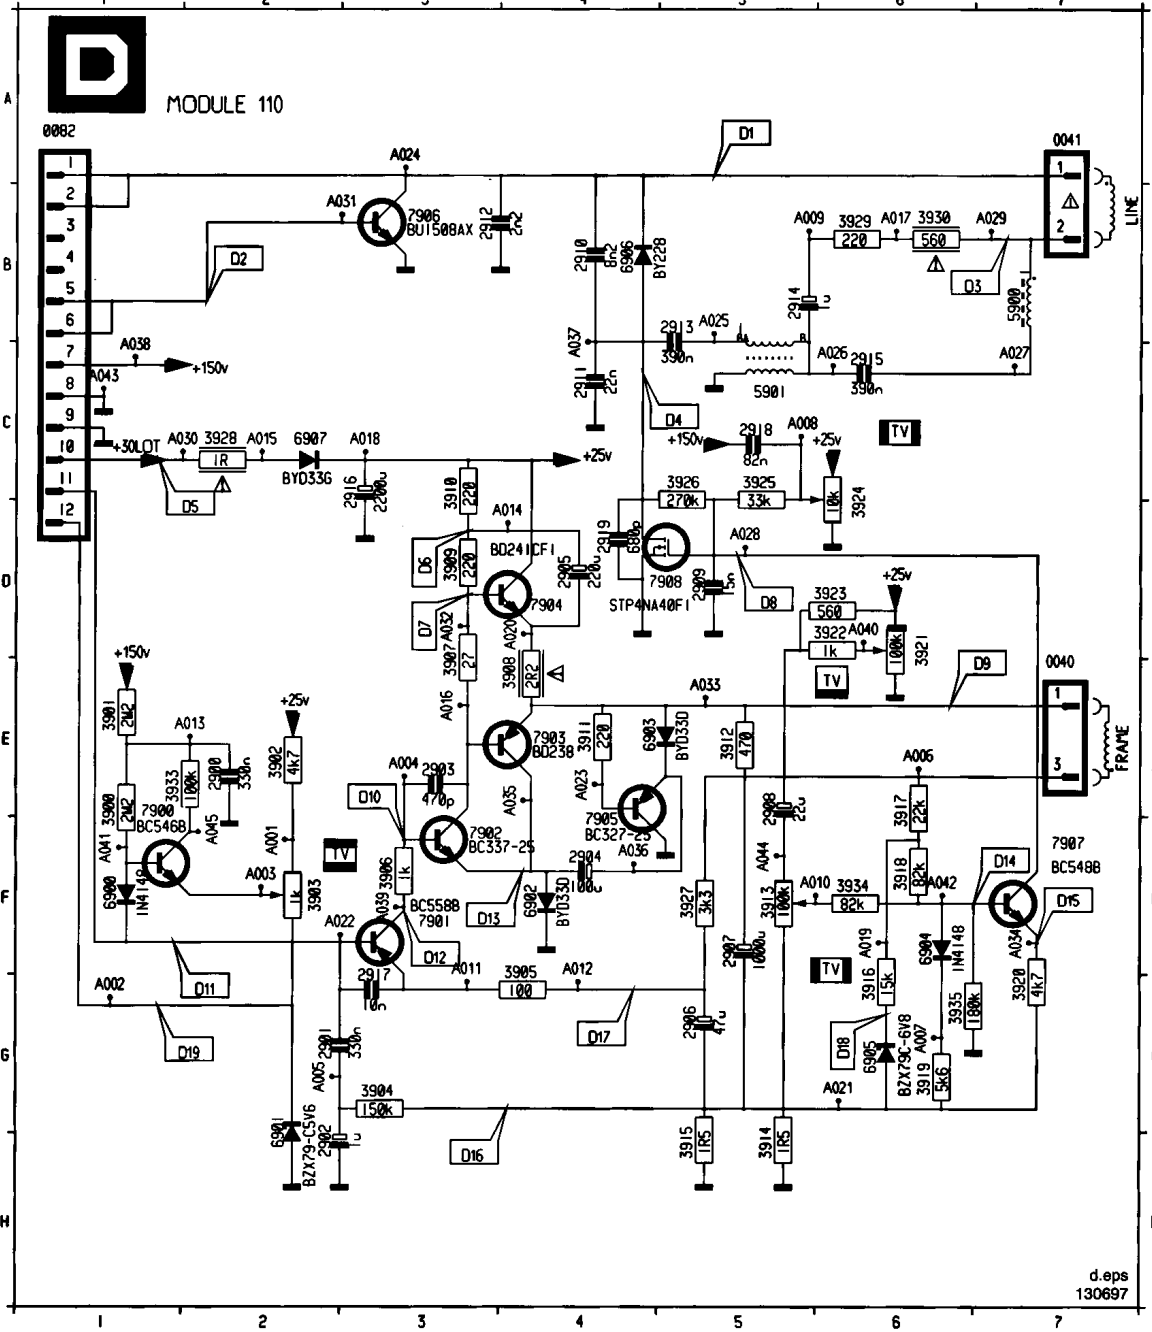 1 2 3 4 5 6 7
D
MODULE 110
A
0082
A024
D1
0041
1
2
3
4
5
6
7
8
9
10
11
12
A031
7906
BU1508AX
2912
2n2
2910
8n2
6906
BY228
A009
3929
220
A017
3930
560
A029
1
2
LINE
B
D2
D3
2914
5900
A037
2913
390n
A025
A038
+150v
A026
2915
390n
A027
5901
A043
2911
22n
D4
C
+30LOT
A030
3928
1R
A015
6907
BYD33G
A018
+25v
+150v
2918
82n
A008
+25v
TV
D5
2916
2200u
3910
220
3926
270k
3925
33k
10k
3924
A014
BD241CF1
2919
680p
A028
D6
3909
220
2905
220u
7908
STP4NA40F1
2909
D8
D
D7
7904
3923
560
+25v
A032
A020
3922
1k
A040
100k
3921
3907
27
3908
2R2
TV
D9
0040
+150v
+25v
A016
A033
1
3
FRAME
E
3901
2M2
A013
3902
4k7
7903
BD238
3911
220
6903
BYD33D
3912
470
3933
100k
2900
330n
A004
2903
470p
A023
A006
D10
A035
3900
2M2
7900
BC546B
A045
7905
BC327-25
2908
22u
3917
22k
A041
A001
TV
7902
BC337-25
A036
A044
7907
BC548B
3906
1k
2904
100u
3918
82k
D14
F
6900
1N4148
A003
1k
3903
A039
BC558B
7901
D13
6902
BYD33D
3927
3k3
3913
100k
A010
3934
82k
A042
D15
A022
D12
2907
1000u
A019
6904
1N4148
A034
D11
2917
10n
A011
3905
100
A012
TV
3916
15k
3935
180k
3920
4k7
A002
D19
D17
2906
47u
D18
6905
BZX79C-6V8
A007
3919
5k6
G
2901
330n
A005
3904
150k
A021
6901
BZX79-C5V6
2902
D16
3915
1R5
3914
1R5
H
d.eps
130697
1 2 3 4 5 6 7